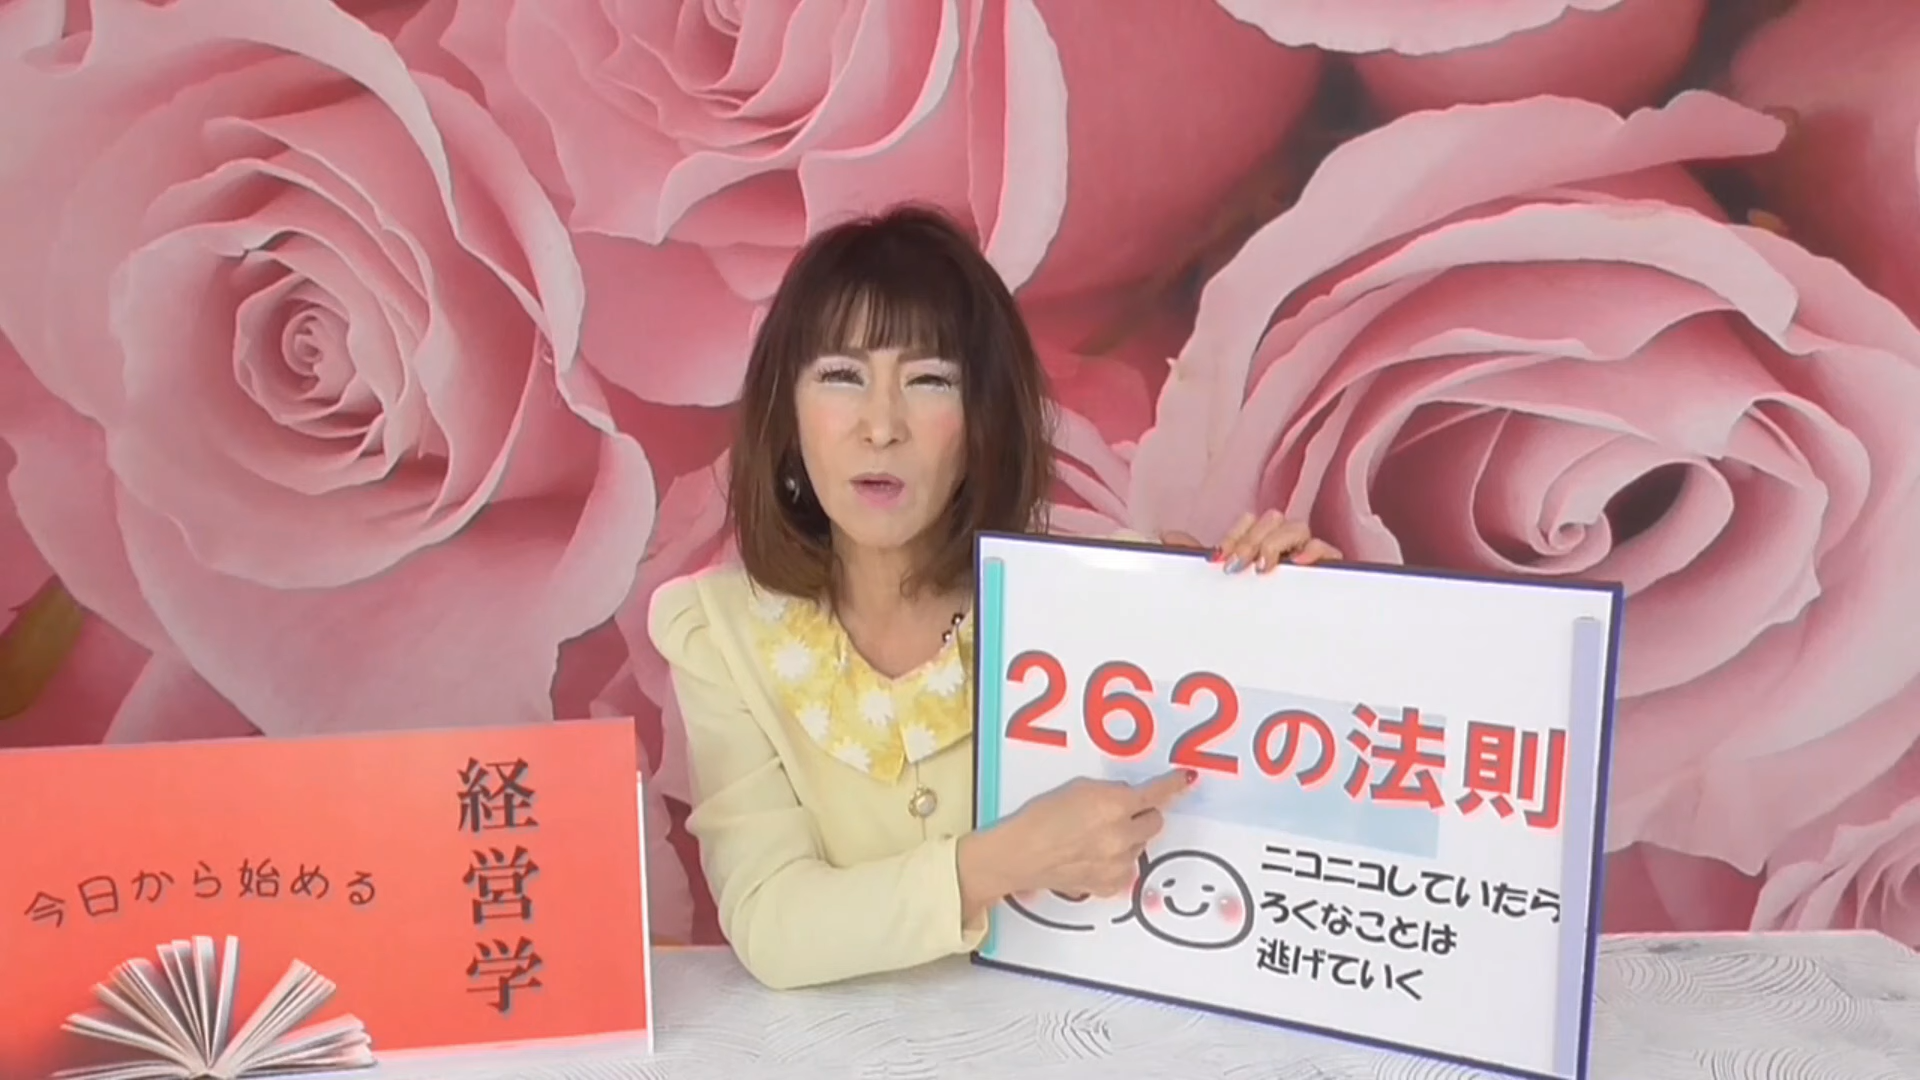 今日から始める
経営学
262の法則
ニコニコしていたら
ろくなことは
逃げていく